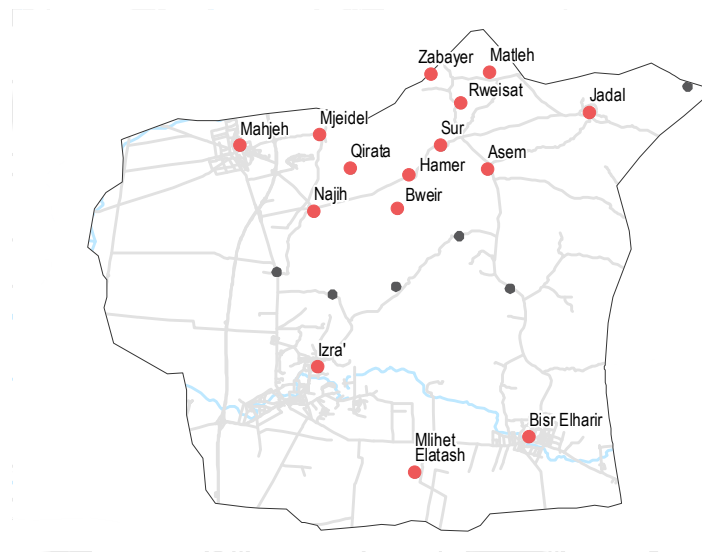 Zabayer
Matleh
Rweisat
Jadal
Mahjeh
Mjeidel
Sur
Qirata
Hamer
Asem
Najih
Bweir
Izra'
Bisr Elharir
Mlihet
Elatash